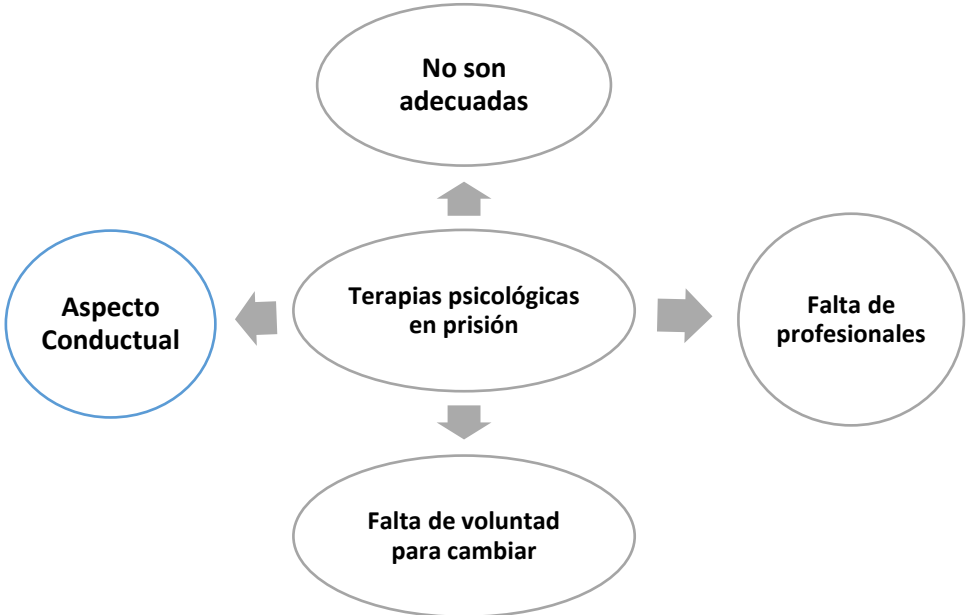 No son
adecuadas
Aspecto
Conductual
Terapias psicológicas
en prisión
Falta de
profesionales
Falta de voluntad
para cambiar